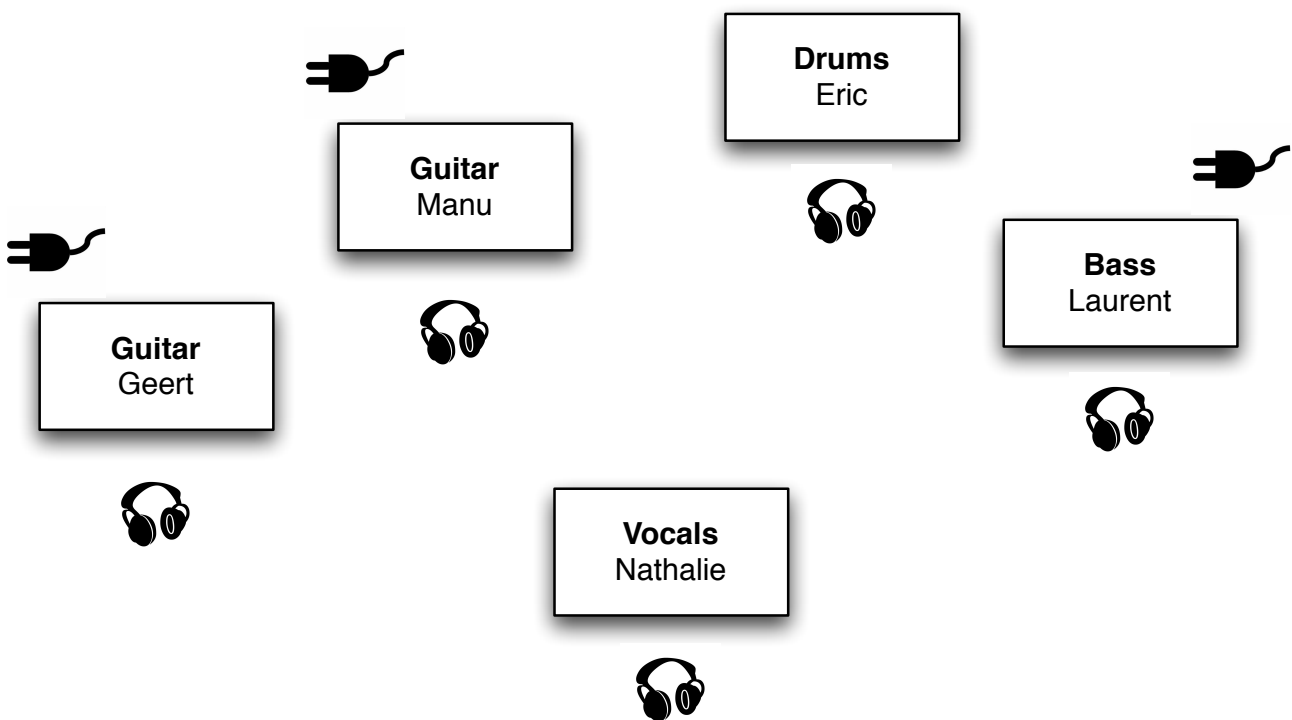 Drums
Eric
Guitar
Manu
Bass
Laurent
Guitar
Geert
Vocals
Nathalie